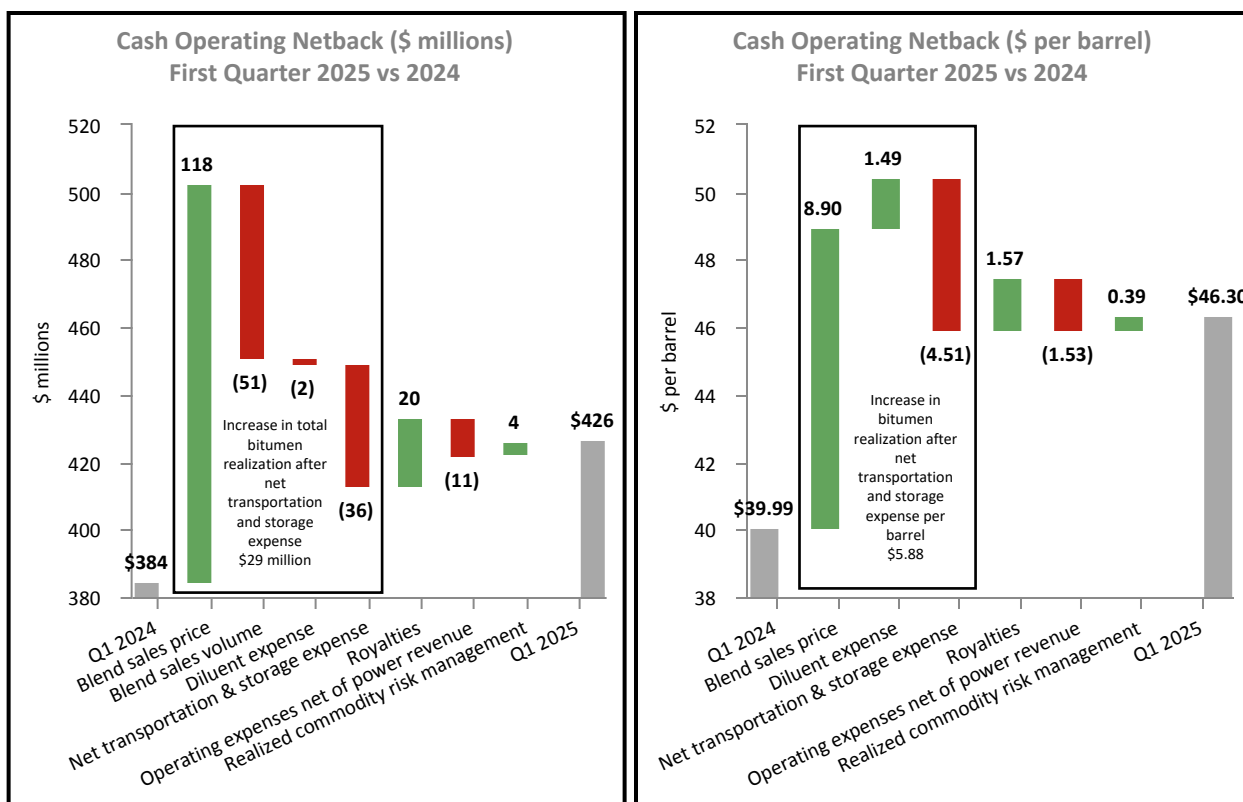 Cash Operating Netback ($ millions)
First Quarter 2025 vs 2024
$ millions
520
500
480
460
440
420
400
380
$384
118
(51)
(2)
(36)
20
(11)
4
$426
Increase in total
bitumen
realization after
net
transportation
and storage
expense
$29 million
Q1 2024
Blend sales price
Blend sales volume
Diluent expense
Net transportation & storage expense
Royalties
Operating expenses net of power revenue
Realized commodity risk management
Q1 2025
Cash Operating Netback ($ per barrel)
First Quarter 2025 vs 2024
$ per barrel
52
50
48
46
44
42
40
38
$39.99
8.90
1.49
(4.51)
1.57
(1.53)
0.39
$46.30
Increase in
bitumen
realization after
net
transportation
and storage
expense per
barrel
$5.88
Q1 2024
Blend sales price
Diluent expense
Net transportation & storage expense
Royalties
Operating expenses net of power revenue
Realized commodity risk management
Q1 2025